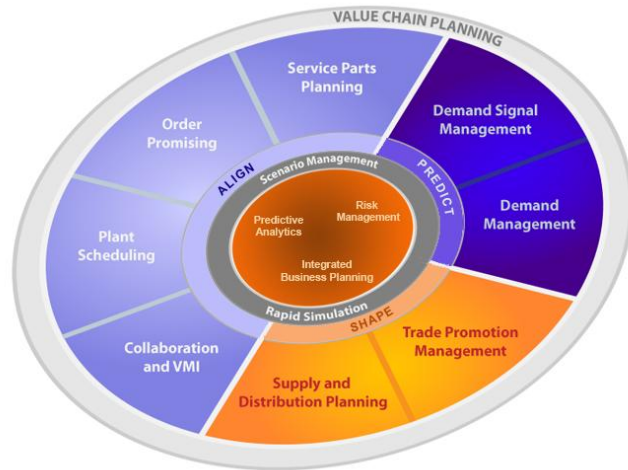 VALUE CHAIN PLANNING
Service Parts
Planning
Demand Signal
Management
Order
Promising
ALIGN
Scenario Management
PREDICT
Demand
Management
Plant
Scheduling
Predictive
Analytics
Risk
Management
Integrated
Business Planning
Rapid Simulation
SHAPE
Collaboration
and VMI
Supply and
Distribution Planning
Trade Promotion
Management